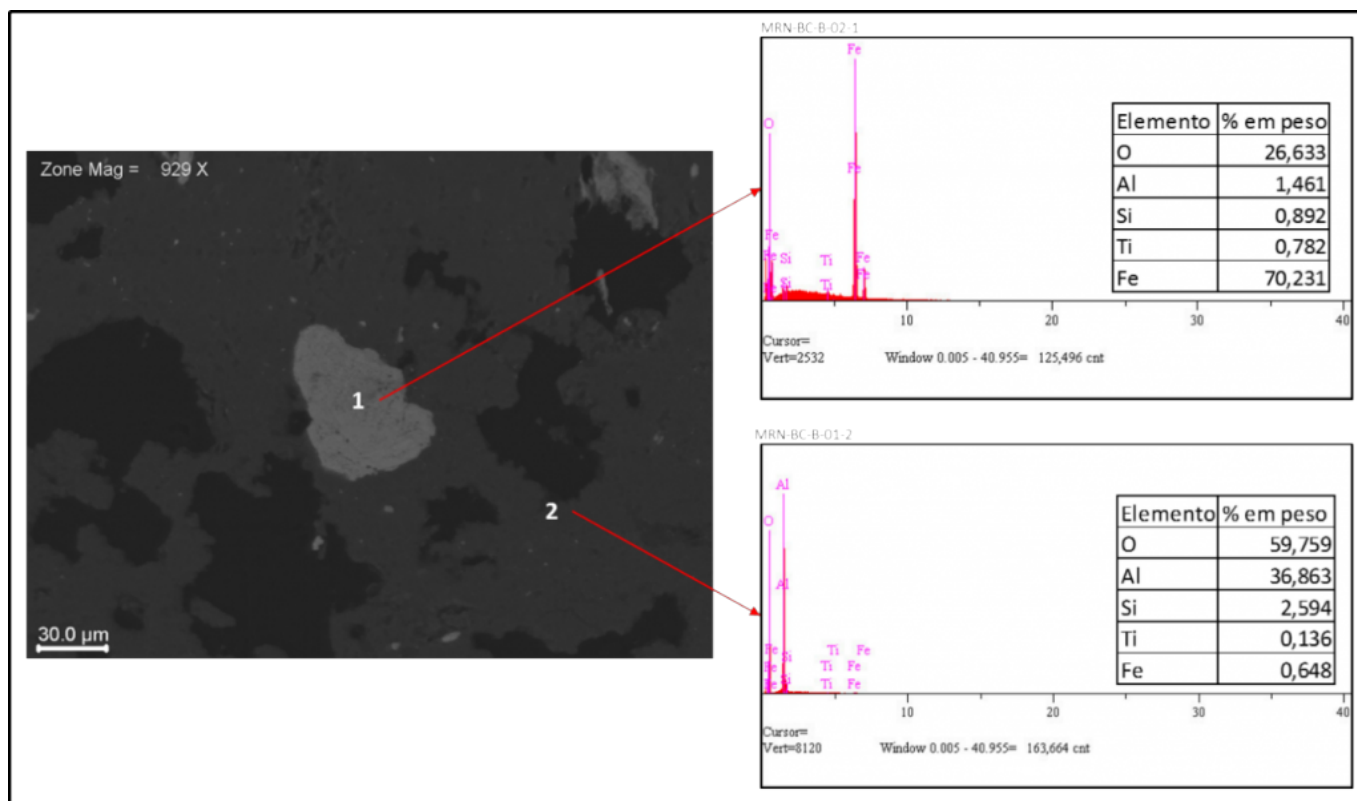 MRN-BC-B-02-1
Fe
O
Fe
Fe
Fe
Fe
Si
Ti
Fe
Fe
Fe
Si
Ti
Elemento % em peso
O 26,633
Al 1,461
Si 0,892
Ti 0,782
Fe 70,231
10 20 30 40
Cursor=
Vert=2532 Window 0.005 - 40.955= 125,496 cnt
Zone Mag = 929 X
1
2
30.0 µm
MRN-BC-B-01-2
Al
O
Al
Fe
Si
Ti
Fe
Fe
Ti
Fe
Fe
Si
Ti
Fe
Elemento % em peso
O 59,759
Al 36,863
Si 2,594
Ti 0,136
Fe 0,648
10 20 30 40
Cursor=
Vert=8120 Window 0.005 - 40.955= 163,664 cnt